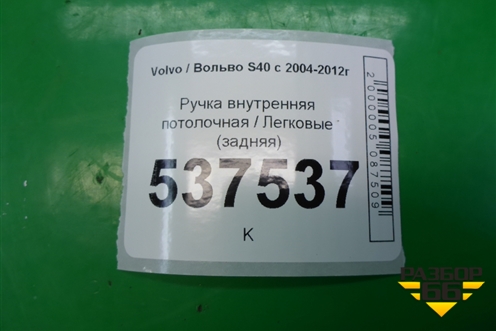 Volvo / Вольво S40 с 2004-2012г
Ручка внутренняя
потолочная / Легковые
(задняя)
537537
К
2000005087509
РАЗБОР
66